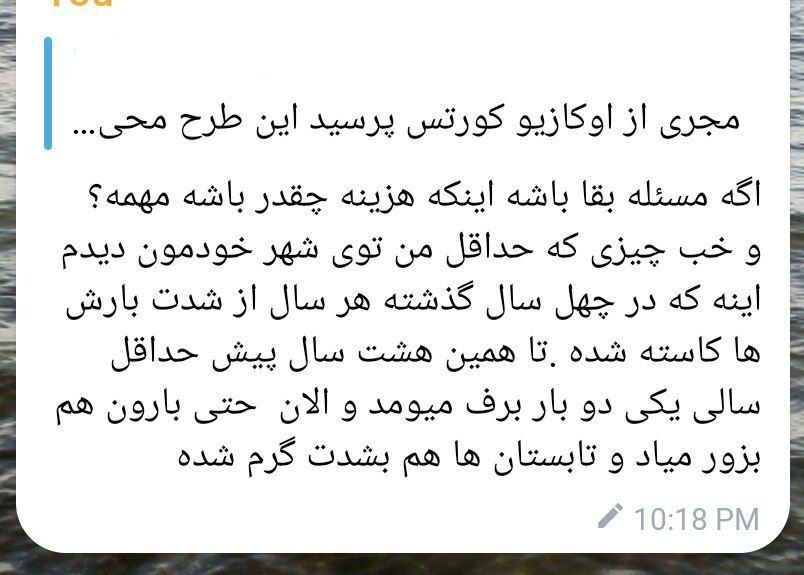 You
مجری از اوکازیو کورتس پرسید این طرح محی...
اگه مسئله بقا باشه اینکه هزینه چقدر باشه مهمه؟
و خب چیزی که حداقل من توی شهر خودمون دیدم
اینه که در چهل سال گذشته هر سال از شدت بارش
ها کاسته شده .تا همین هشت سال پیش حداقل
سالی یکی دو بار برف میومد و الان حتی بارون هم
بزور میاد و تابستان ها هم بشدت گرم شده
10:18 PM